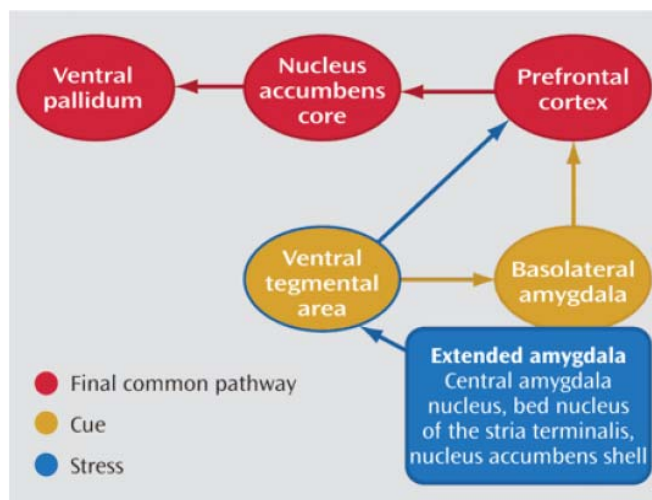 Ventral
pallidum
Nucleus
accumbens
core
Prefrontal
cortex
Ventral
tegmental
area
Basolateral
amygdala
Extended amygdala
Central amygdala
nucleus, bed nucleus
of the stria terminalis,
nucleus accumbens shell
Final common pathway
Cue
Stress